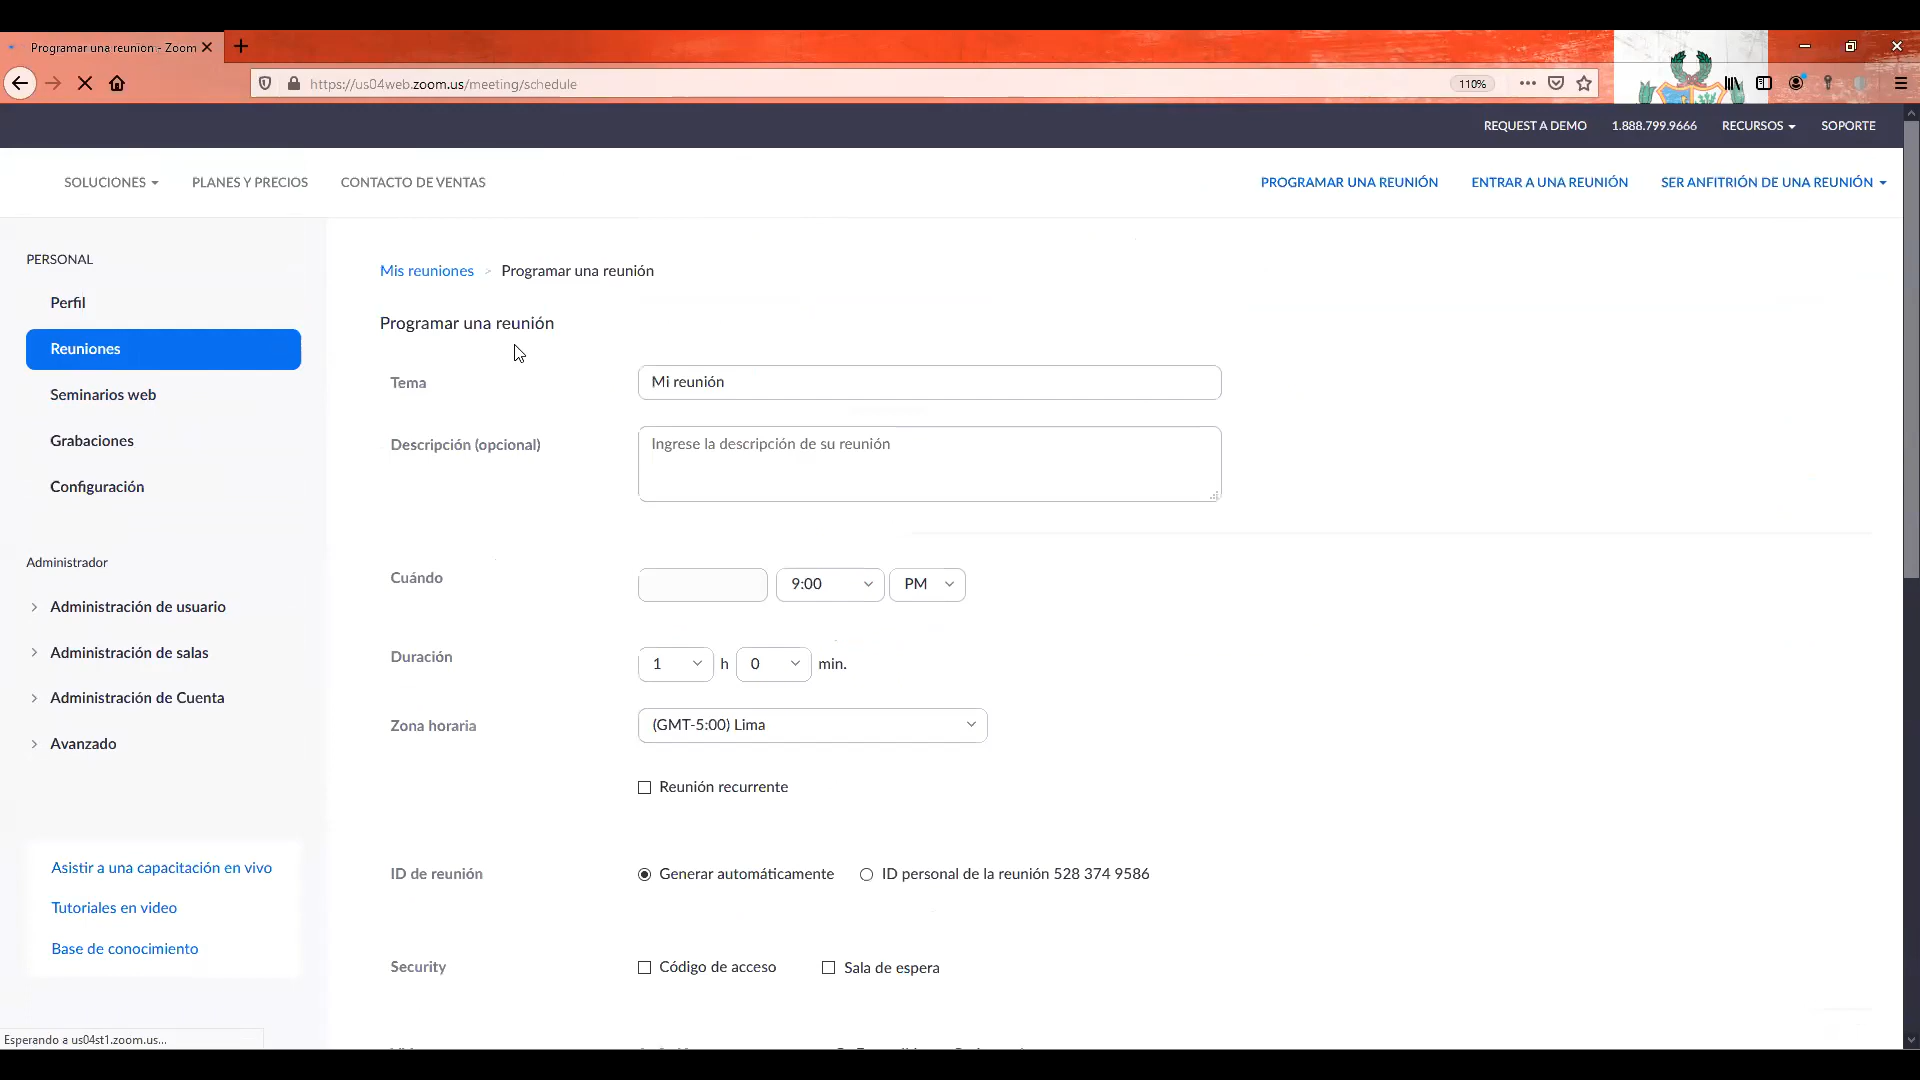 Programar una reunión - Zoom
https://us04web.zoom.us/meeting/schedule
110%
REQUEST A DEMO
1.888.799.9666
RECURSOS
SOPORTE
SOLUCIONES
PLANES Y PRECIOS
CONTACTO DE VENTAS
PROGRAMAR UNA REUNIÓN
ENTRAR A UNA REUNIÓN
SER ANFITRIÓN DE UNA REUNIÓN
PERSONAL
Perfil
Reuniones
Seminarios web
Grabaciones
Configuración
Administrador
Administración de usuario
Administración de salas
Administración de Cuenta
Avanzado
Asistir a una capacitación en vivo
Tutoriales en video
Base de conocimiento
Mis reuniones > Programar una reunión
Programar una reunión
Tema
Mi reunión
Descripción (opcional)
Ingrese la descripción de su reunión
Cuándo
9:00
PM
Duración
1 h 0 min.
Zona horaria
(GMT-5:00) Lima
Reunión recurrente
ID de reunión
Generar automáticamente
ID personal de la reunión 528 374 9586
Security
Código de acceso
Sala de espera
Esperando a us04st1.zoom.us...